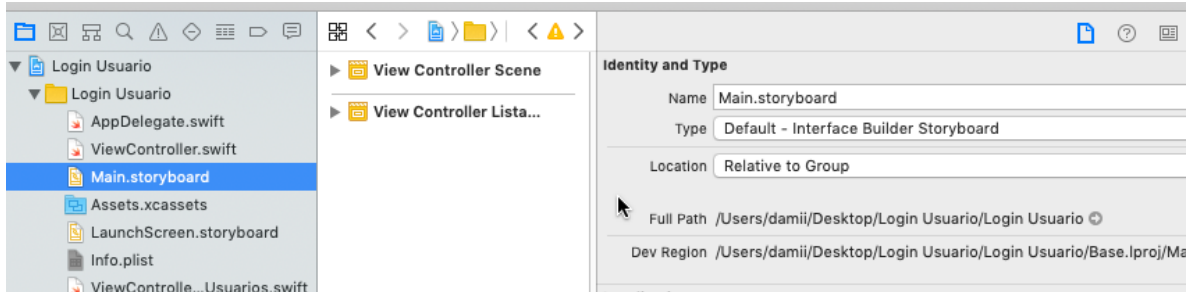 Login Usuario
Login Usuario
AppDelegate.swift
ViewController.swift
Main.storyboard
Assets.xcassets
LaunchScreen.storyboard
Info.plist
ViewControlle...Usuarios.swift
View Controller Scene
View Controller Lista...
Identity and Type
Name Main.storyboard
Type Default - Interface Builder Storyboard
Location Relative to Group
Full Path /Users/damii/Desktop/Login Usuario/Login Usuario
Dev Region /Users/damii/Desktop/Login Usuario/Login Usuario/Base.lproj/Ma